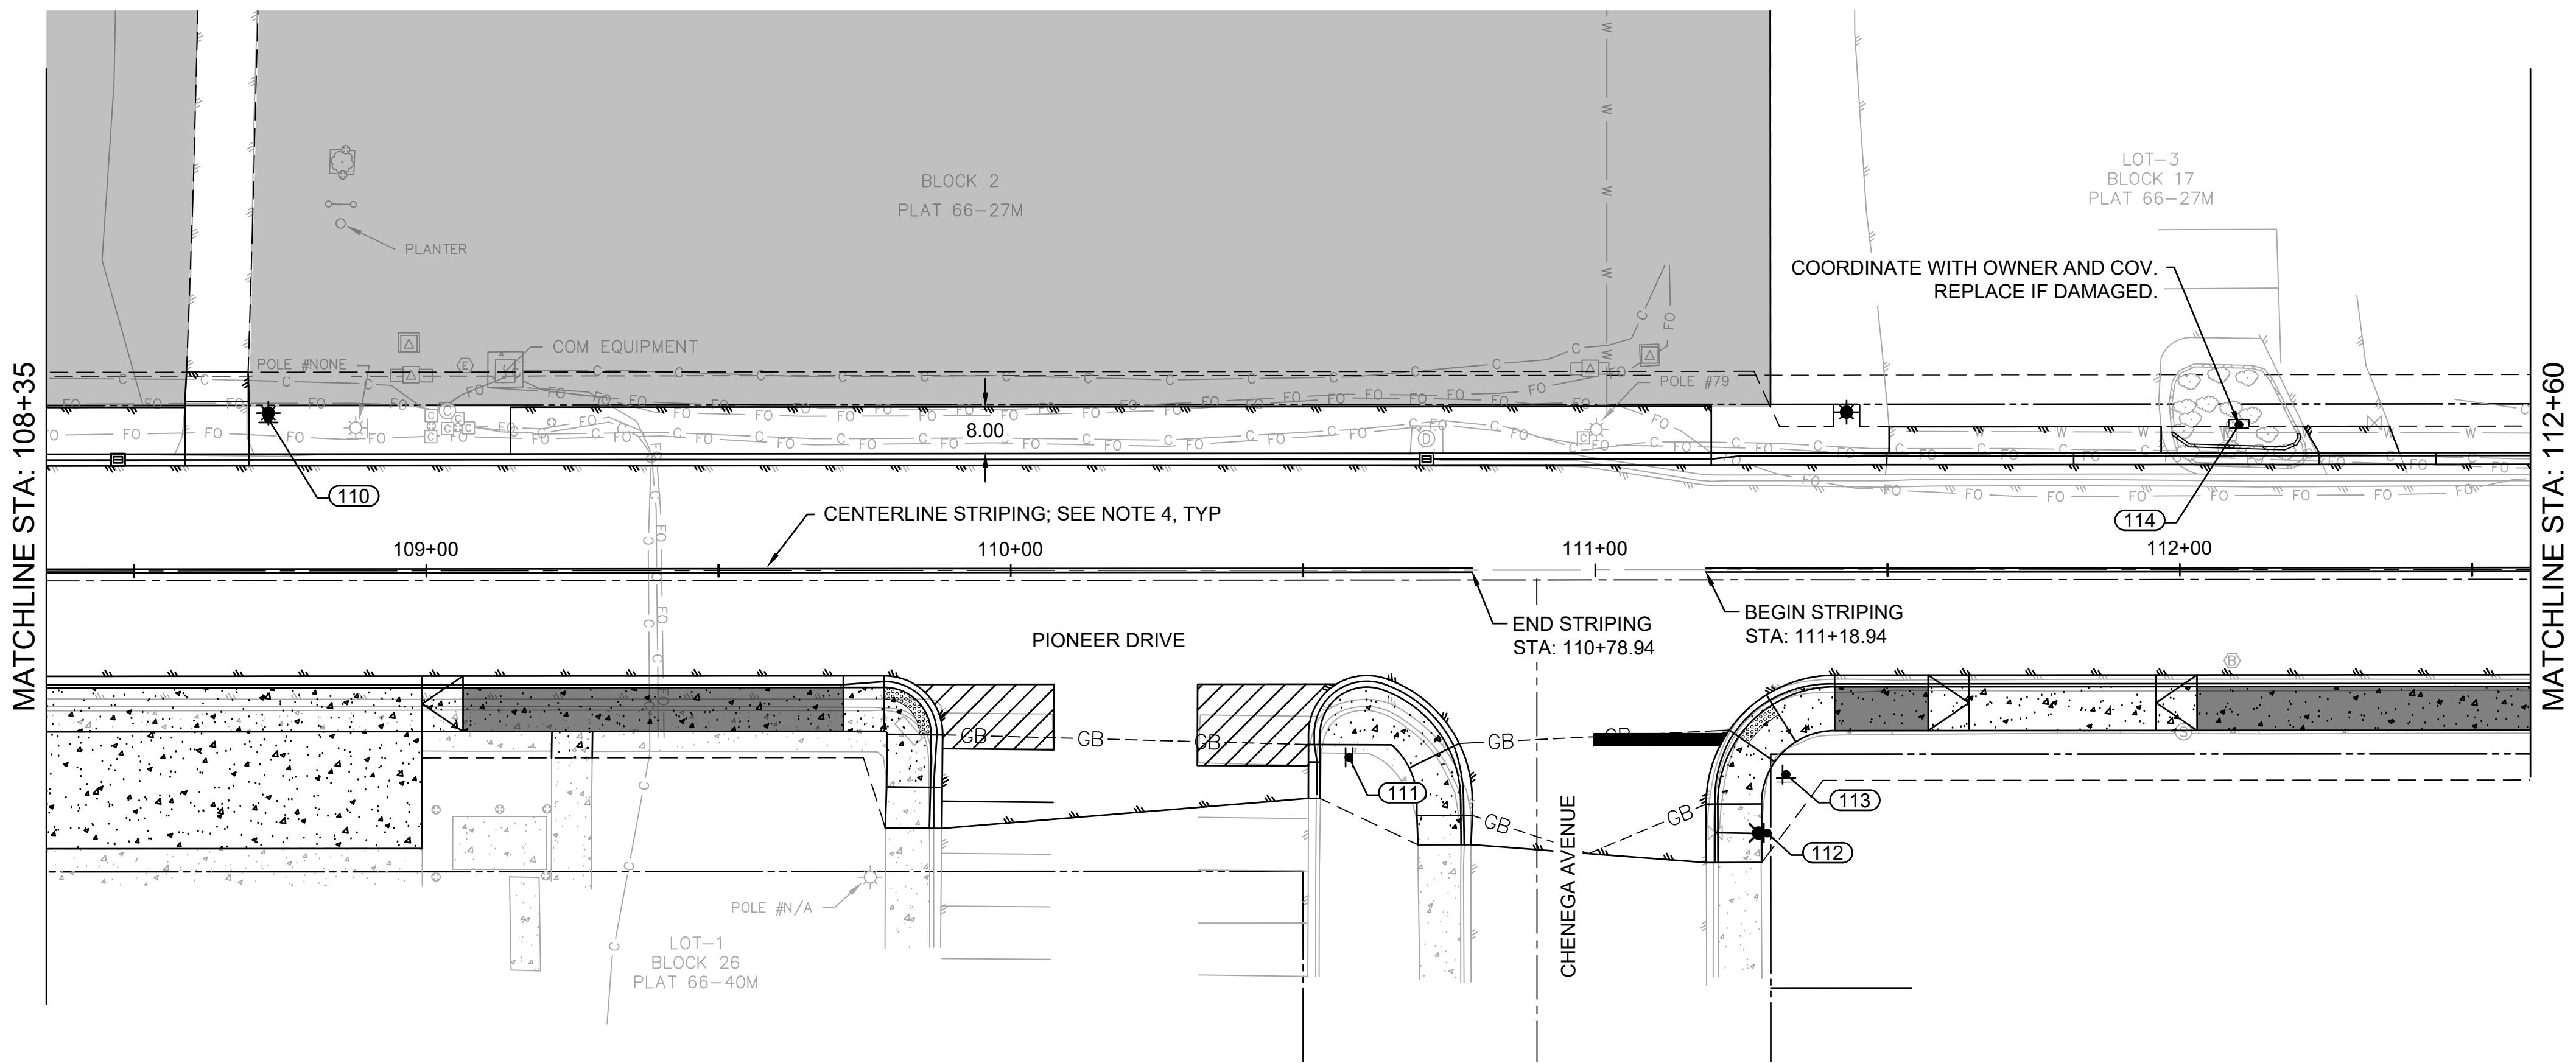 LOT-3
BLOCK 17
PLAT 66-27M
BLOCK 2
PLAT 66-27M
PLANTER
COORDINATE WITH OWNER AND COV.
REPLACE IF DAMAGED.
POLE #NONE
COM EQUIPMENT
POLE #79
MATCHLINE STA: 108+35
MATCHLINE STA: 112+60
8.00
110
CENTERLINE STRIPING; SEE NOTE 4, TYP
114
109+00
110+00
111+00
112+00
END STRIPING
STA: 110+78.94
BEGIN STRIPING
STA: 111+18.94
PIONEER DRIVE
GB
GB
GB
GB
GB
GB
111
113
112
CHENEGA AVENUE
POLE #N/A
LOT-1
BLOCK 26
PLAT 66-40M